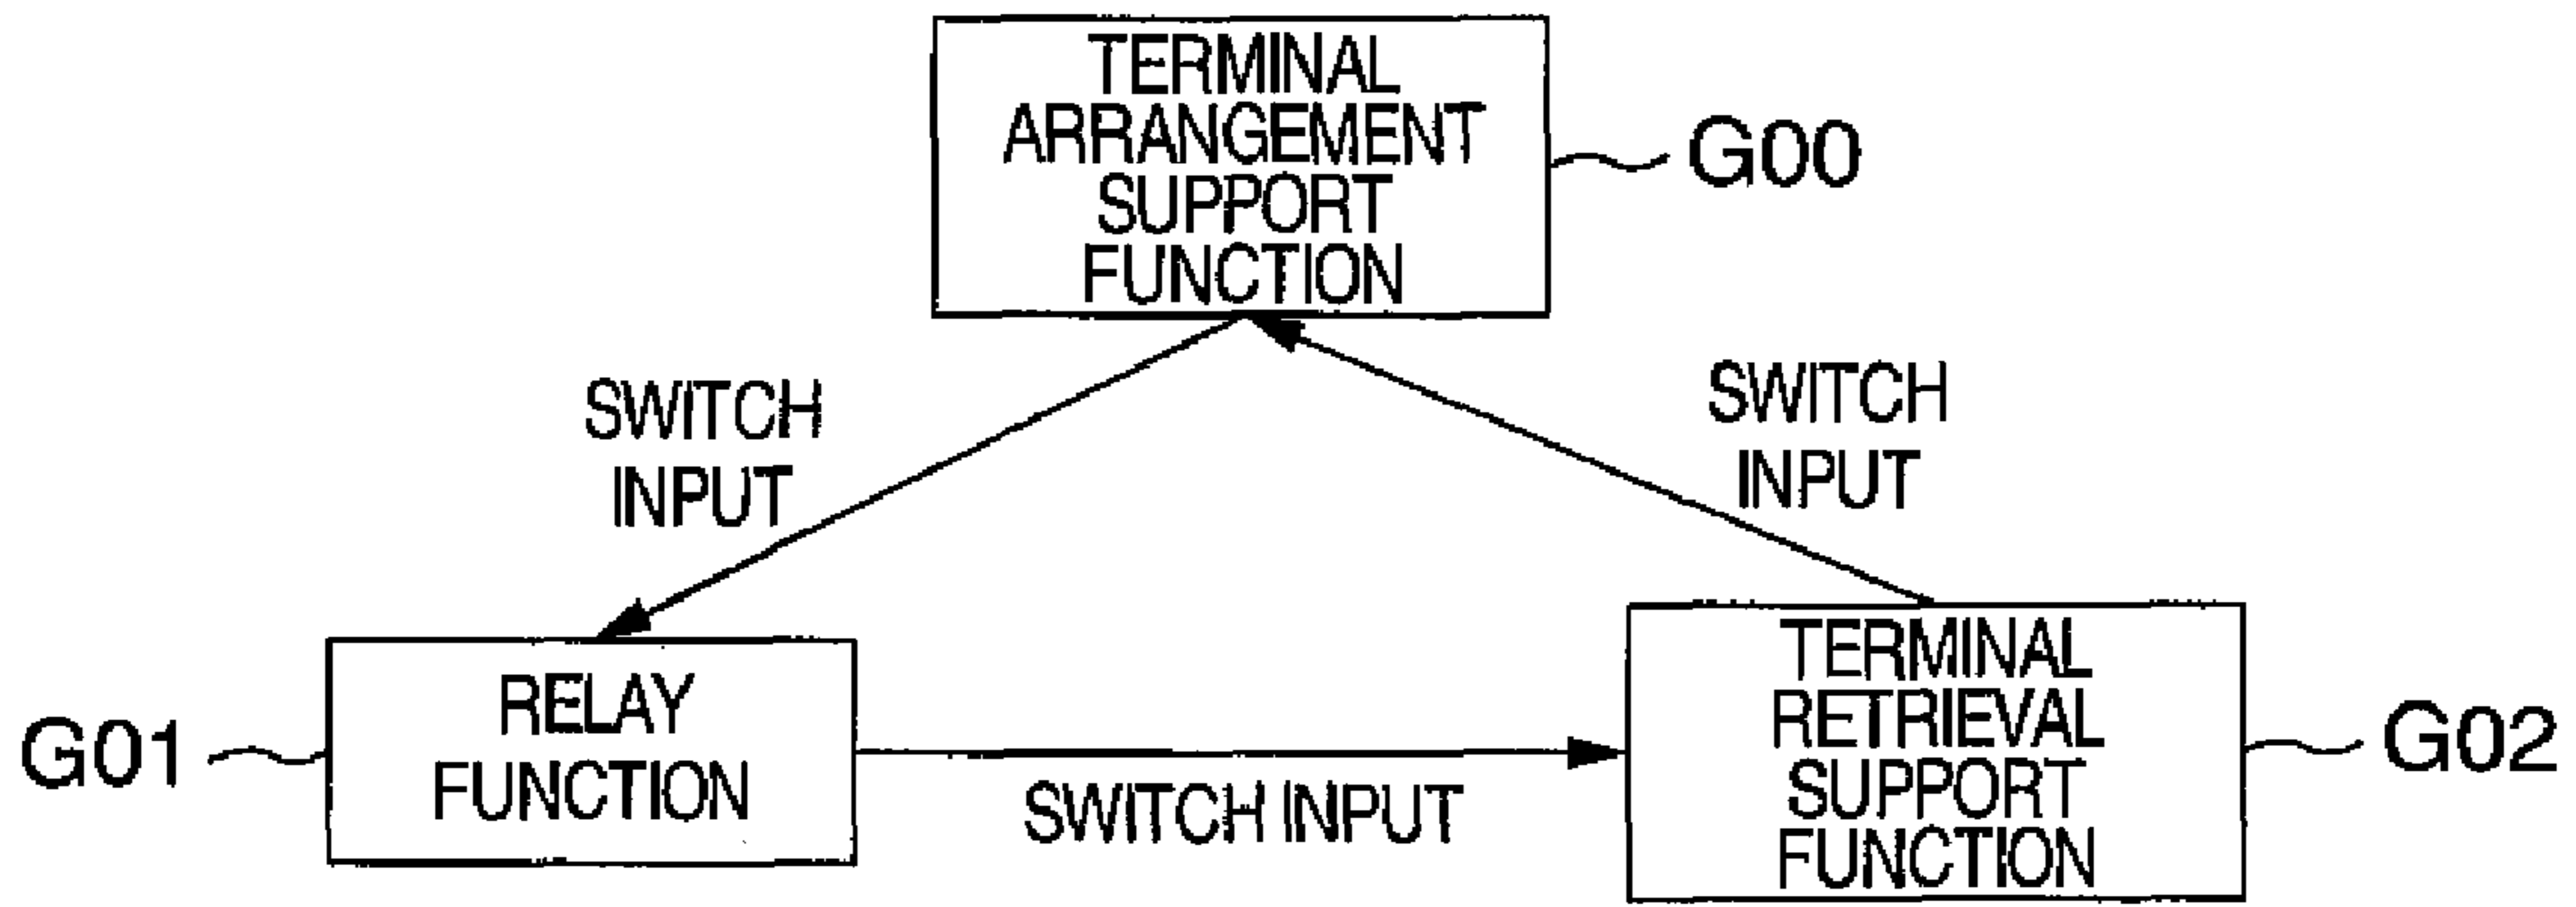 TERMINAL
ARRANGEMENT
SUPPORT
FUNCTION
G00
SWITCH
INPUT
SWITCH
INPUT
G01
RELAY
FUNCTION
SWITCH INPUT
TERMINAL
RETRIEVAL
SUPPORT
FUNCTION
G02